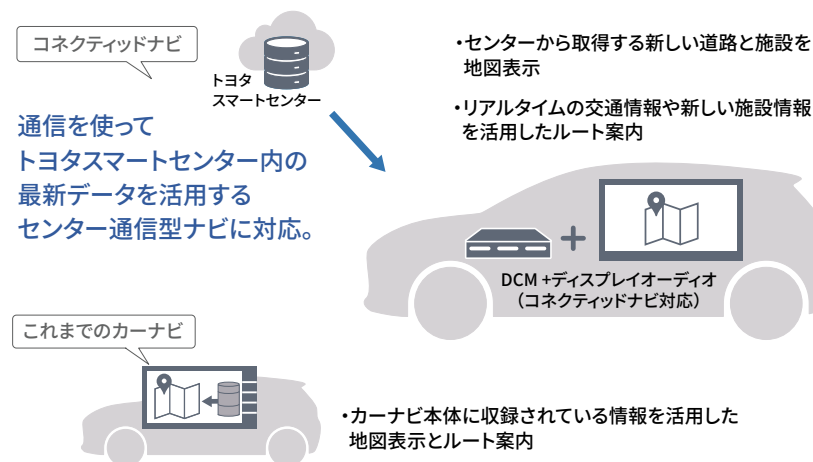 コネクティッドナビ
トヨタ
スマートセンター
通信を使って
トヨタスマートセンター内の
最新データを活用する
センター通信型ナビに対応。
・センターから取得する新しい道路と施設を
地図表示
・リアルタイムの交通情報や新しい施設情報
を活用したルート案内
DCM +ディスプレイオーディオ
（コネクティッドナビ対応）
これまでのカーナビ
・カーナビ本体に収録されている情報を活用した
地図表示とルート案内